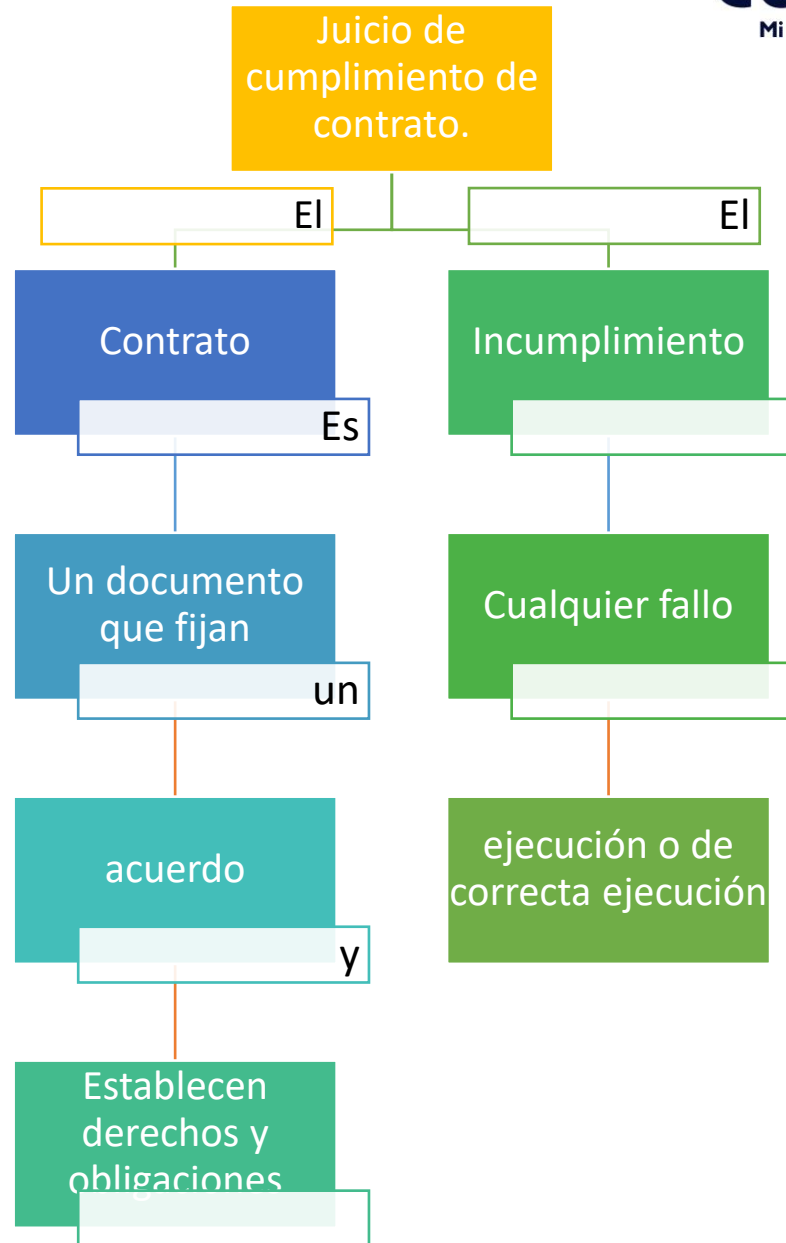 Mi
Juicio de
cumplimiento de
contrato.
El
El
Contrato
Es
Incumplimiento
Un documento
que fijan
un
Cualquier fallo
acuerdo
y
ejecución o de
correcta ejecución
Establecen
derechos y
obligaciones